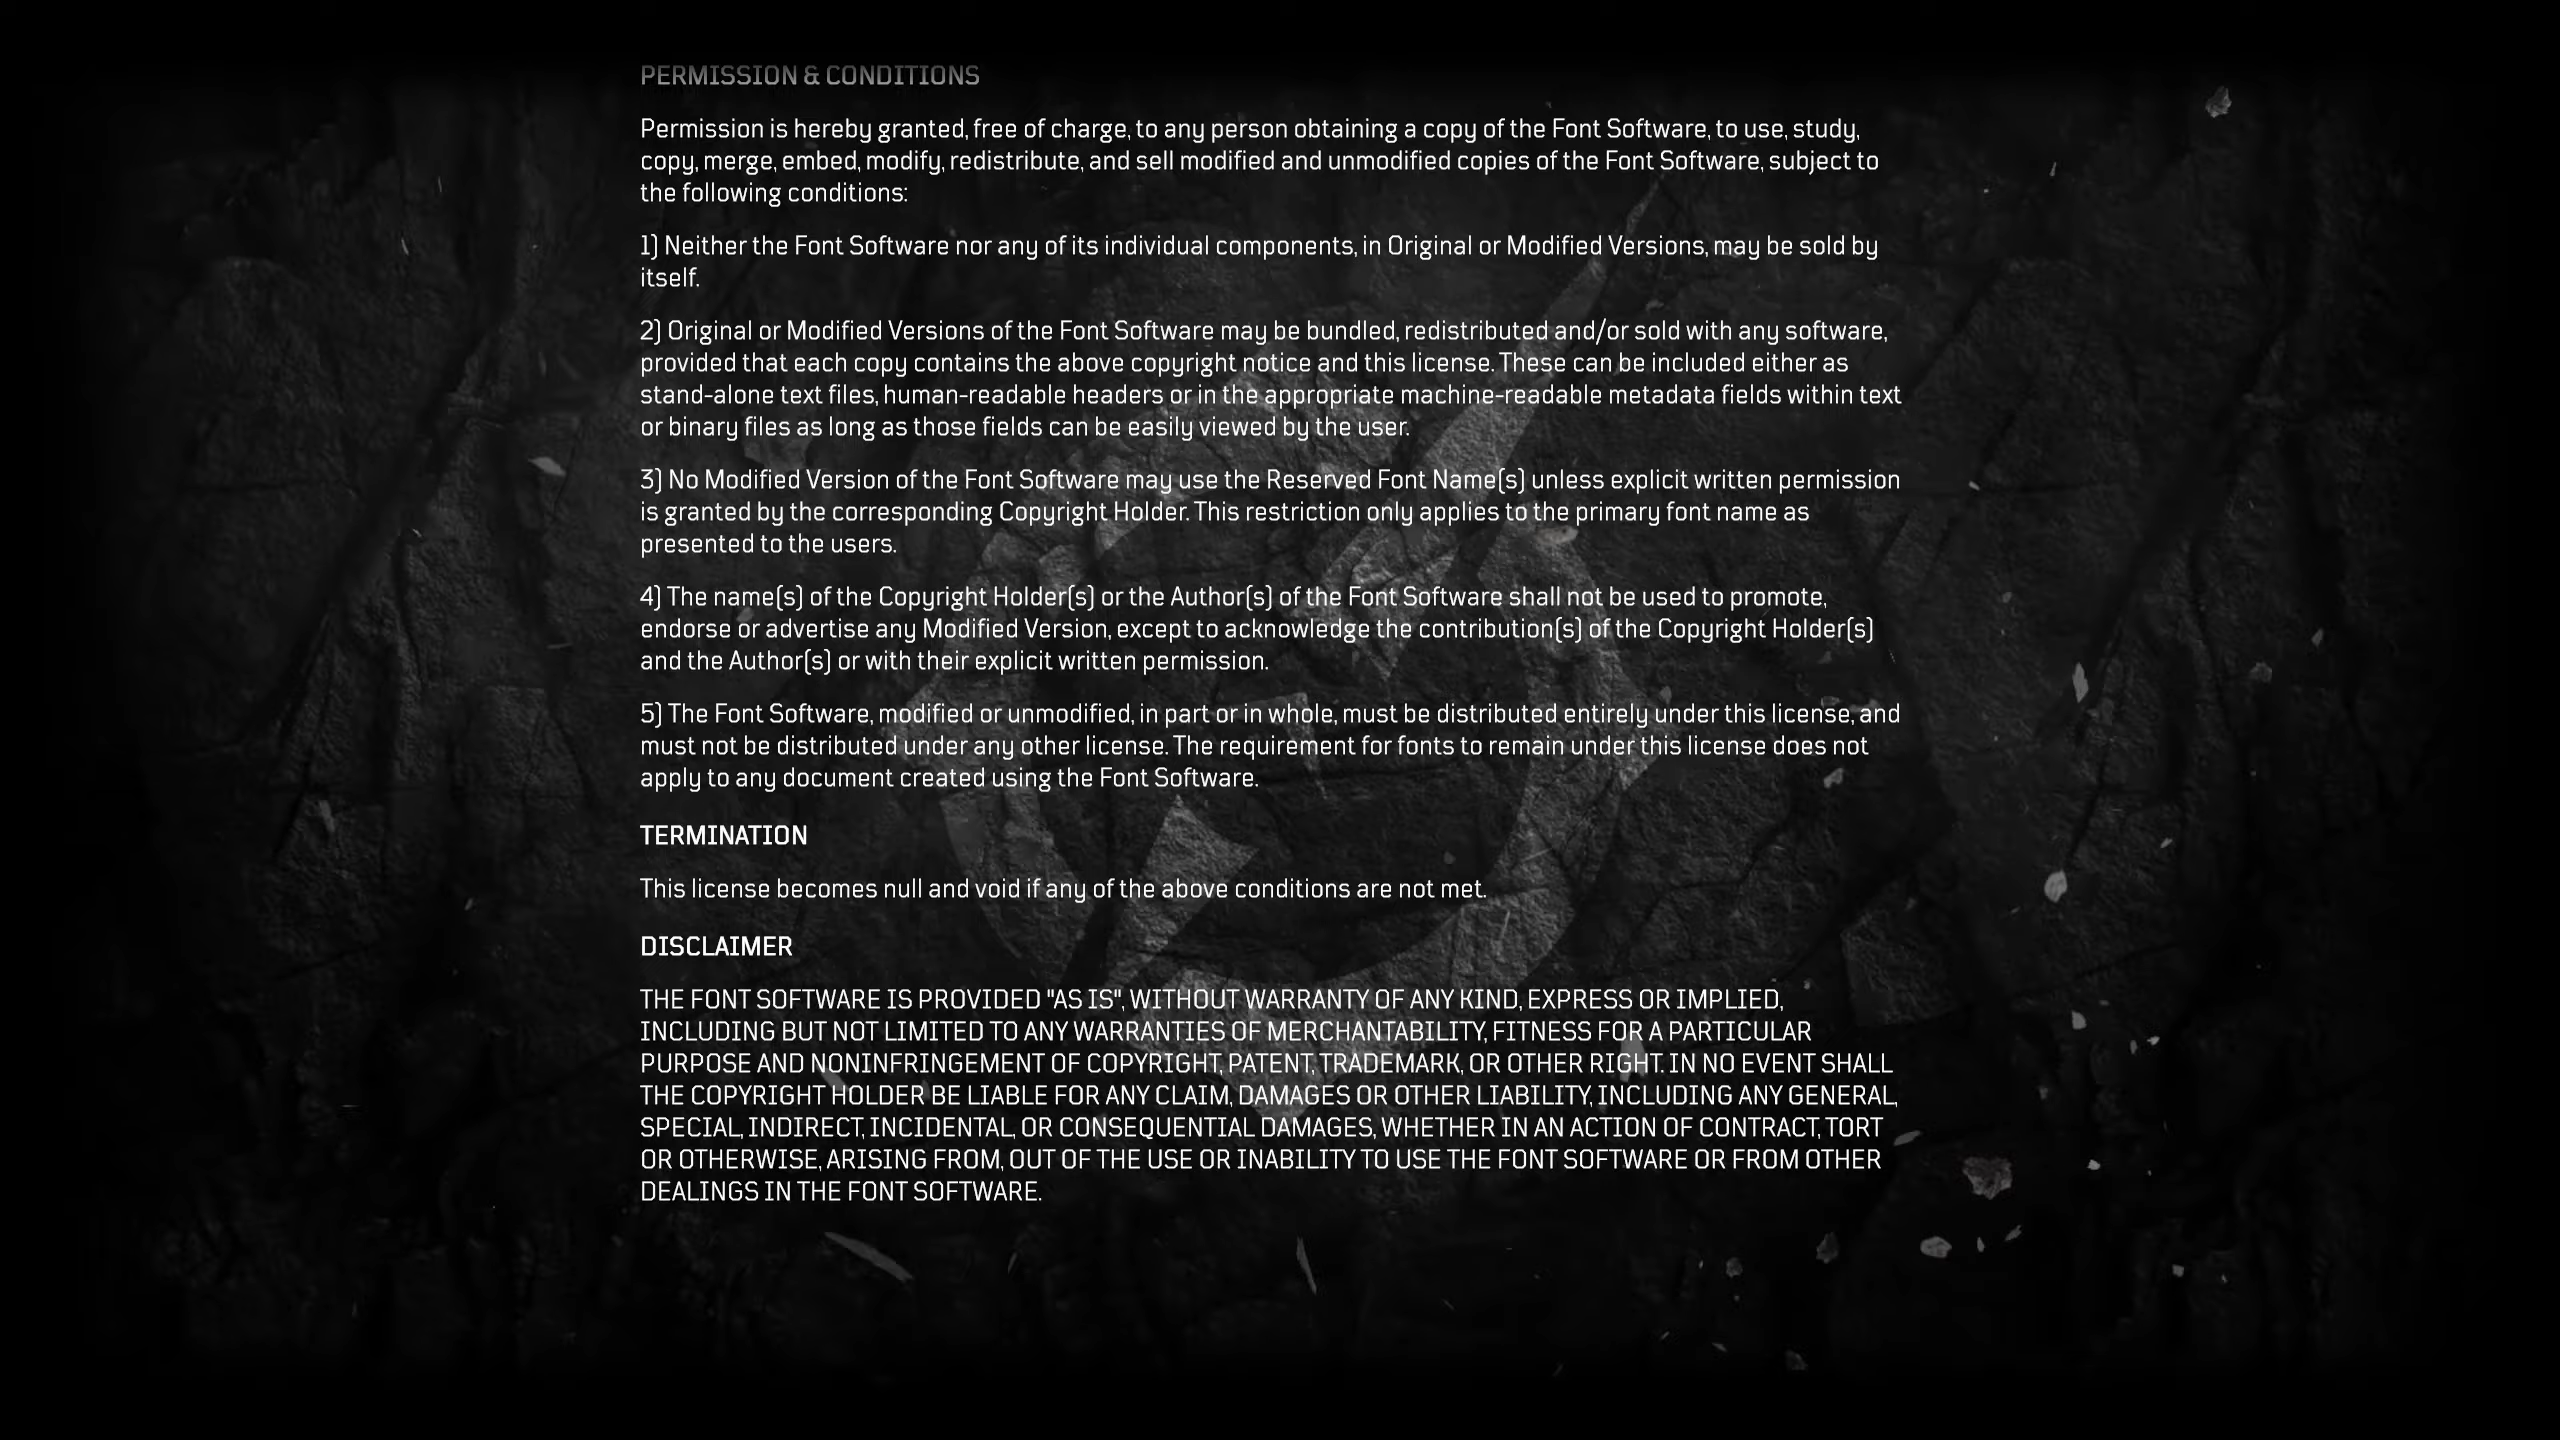 PERMISSION & CONDITIONS
Permission is hereby granted, free of charge, to any person obtaining a copy of the Font Software, to use, study,
copy, merge, embed, modify, redistribute, and sell modified and unmodified copies of the Font Software, subject to
the following conditions:
1) Neither the Font Software nor any of its individual components, in Original or Modified Versions, may be sold by
itself.
2) Original or Modified Versions of the Font Software may be bundled, redistributed and/or sold with any software,
provided that each copy contains the above copyright notice and this license. These can be included either as
stand-alone text files, human-readable headers or in the appropriate machine-readable metadata fields within text
or binary files as long as those fields can be easily viewed by the user.
3) No Modified Version of the Font Software may use the Reserved Font Name(s) unless explicit written permission
is granted by the corresponding Copyright Holder. This restriction only applies to the primary font name as
presented to the users.
4) The name(s) of the Copyright Holder(s) or the Author(s) of the Font Software shall not be used to promote,
endorse or advertise any Modified Version, except to acknowledge the contribution(s) of the Copyright Holder(s)
and the Author(s) or with their explicit written permission.
5) The Font Software, modified or unmodified, in part or in whole, must be distributed entirely under this license, and
must not be distributed under any other license. The requirement for fonts to remain under this license does not
apply to any document created using the Font Software.
TERMINATION
This license becomes null and void if any of the above conditions are not met.
DISCLAIMER
THE FONT SOFTWARE IS PROVIDED "AS IS", WITHOUT WARRANTY OF ANY KIND, EXPRESS OR IMPLIED,
INCLUDING BUT NOT LIMITED TO ANY WARRANTIES OF MERCHANTABILITY, FITNESS FOR A PARTICULAR
PURPOSE AND NONINFRINGEMENT OF COPYRIGHT, PATENT, TRADEMARK, OR OTHER RIGHT. IN NO EVENT SHALL
THE COPYRIGHT HOLDER BE LIABLE FOR ANY CLAIM, DAMAGES OR OTHER LIABILITY, INCLUDING ANY GENERAL,
SPECIAL, INDIRECT, INCIDENTAL, OR CONSEQUENTIAL DAMAGES, WHETHER IN AN ACTION OF CONTRACT, TORT
OR OTHERWISE, ARISING FROM, OUT OF THE USE OR INABILITY TO USE THE FONT SOFTWARE OR FROM OTHER
DEALINGS IN THE FONT SOFTWARE.